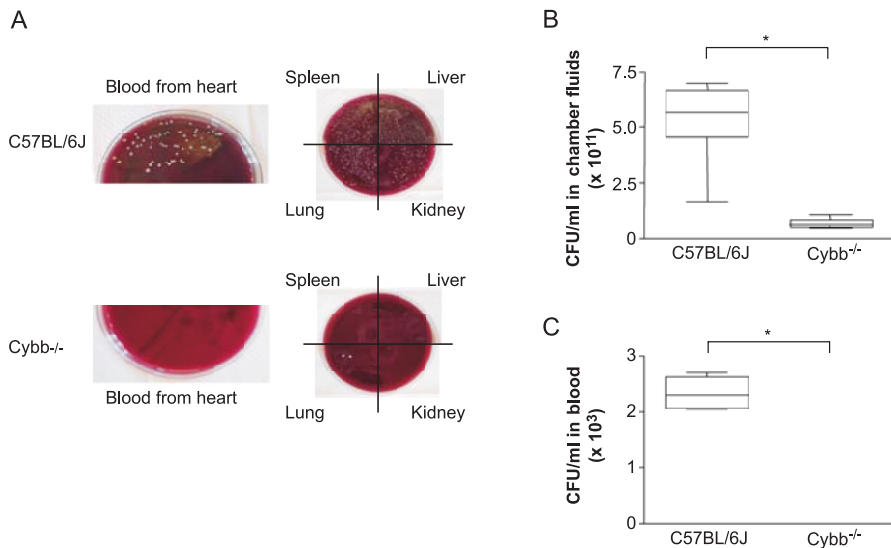 A
Blood from heart
Spleen Liver
C57BL/6J
Lung Kidney
Spleen Liver
Cybb-/-
Blood from heart
Lung Kidney
B
*
7.5
5.0
2.5
0
CFU/ml in chamber fluids
(x 10¹¹)
C57BL/6J Cybb⁻/⁻
C
*
3
2
1
0
CFU/ml in blood
(x 10³)
C57BL/6J Cybb⁻/⁻